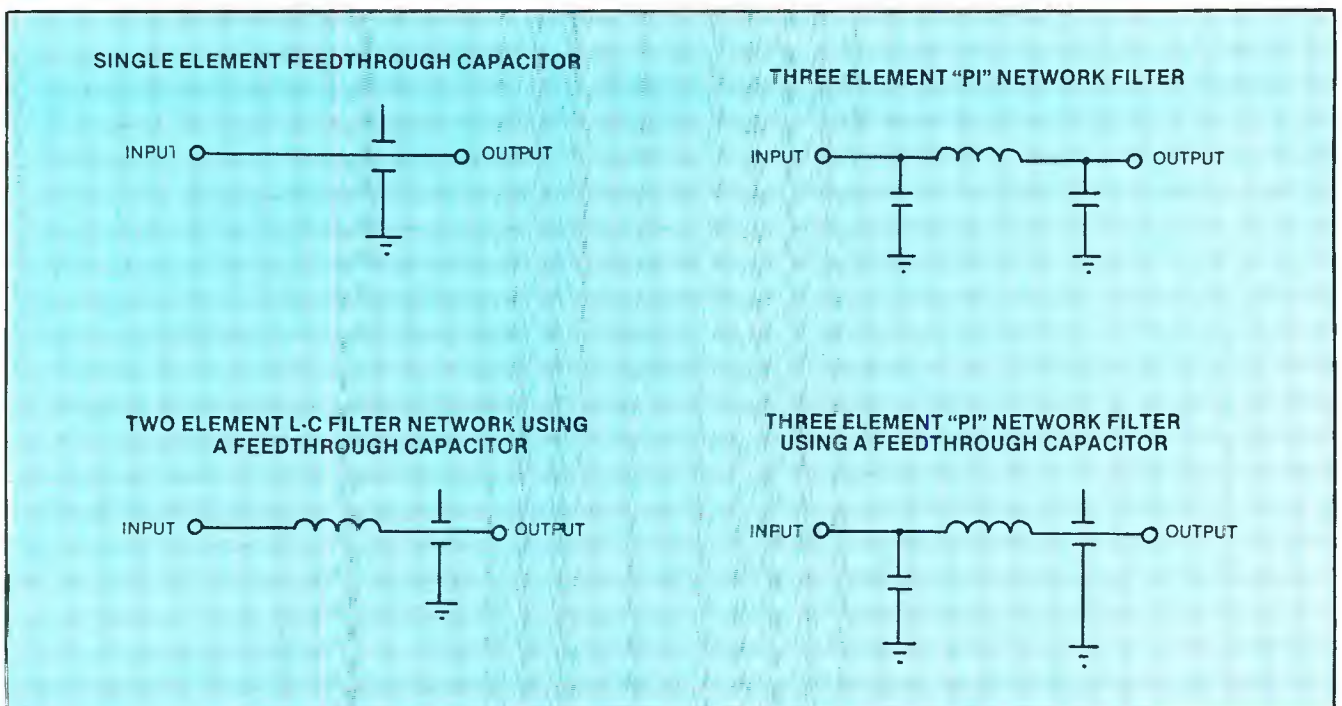 SINGLE ELEMENT FEEDTHROUGH CAPACITOR
INPUT
OUTPUT
THREE ELEMENT "PI" NETWORK FILTER
INPUT
OUTPUT
TWO ELEMENT L-C FILTER NETWORK USING
A FEEDTHROUGH CAPACITOR
INPUT
OUTPUT
THREE ELEMENT "PI" NETWORK FILTER
USING A FEEDTHROUGH CAPACITOR
INPUT
OUTPUT